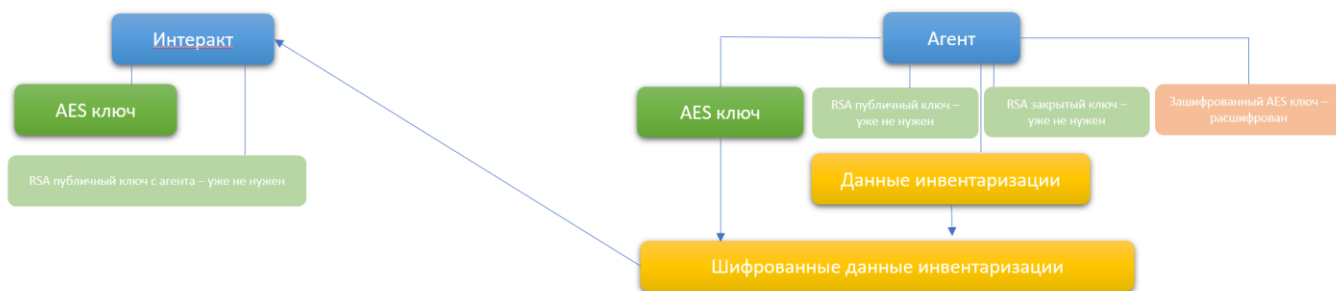 Интеракт
Агент
AES ключ
AES ключ
RSA публичный ключ –
уже не нужен
RSA закрытый ключ –
уже не нужен
Зашифрованный AES ключ –
расшифрован
RSA публичный ключ с агента – уже не нужен
Данные инвентаризации
Шифрованные данные инвентаризации